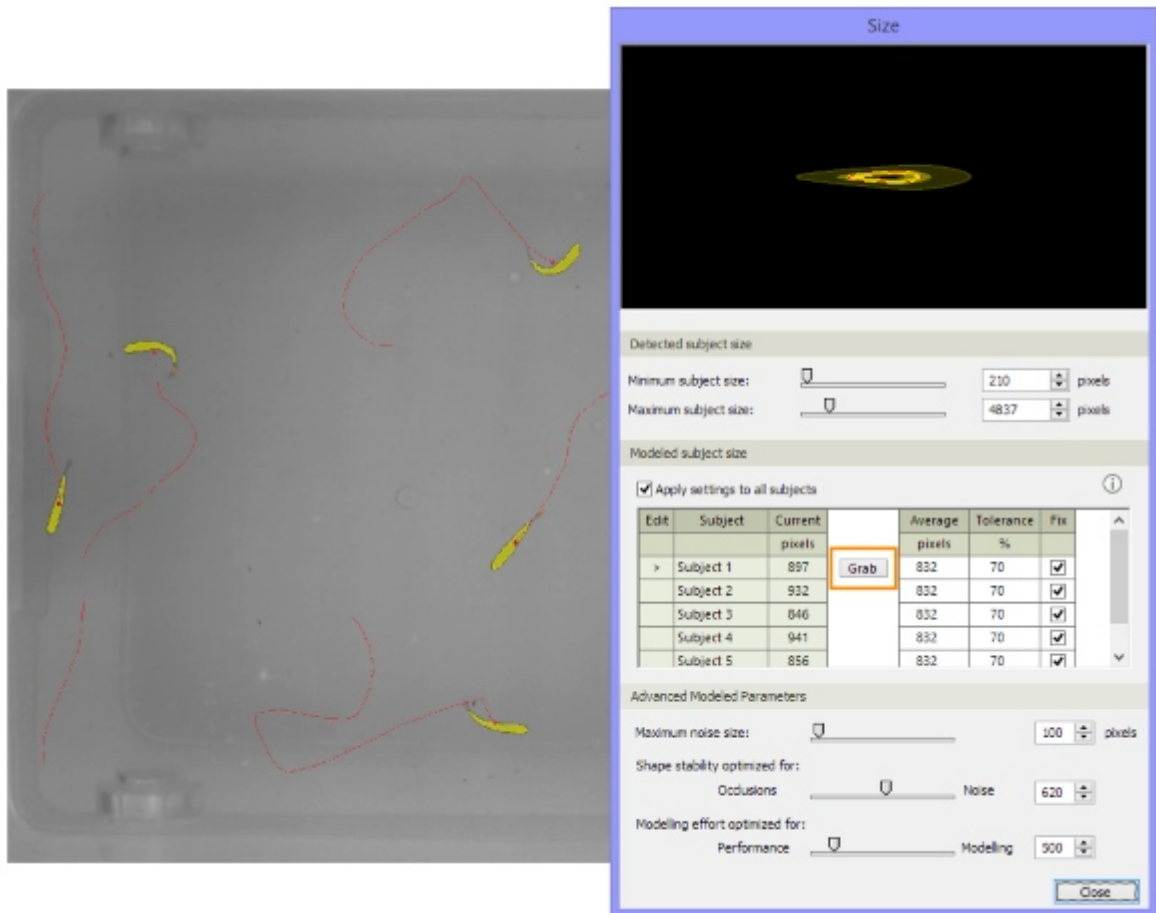 Size
Detected subject size
Minimum subject size: 210 pixels
Maximum subject size: 4837 pixels
Modeled subject size
Apply settings to all subjects
Edit Subject Current Average Tolerance Fix
pixels pixels %
> Subject 1 897 Grab 832 70
Subject 2 932 832 70
Subject 3 846 832 70
Subject 4 941 832 70
Subject 5 856 832 70
Advanced Modeled Parameters
Maximum noise size: 100 pixels
Shape stability optimized for:
Occlusions Noise 620
Modelling effort optimized for:
Performance Modelling 500
Close